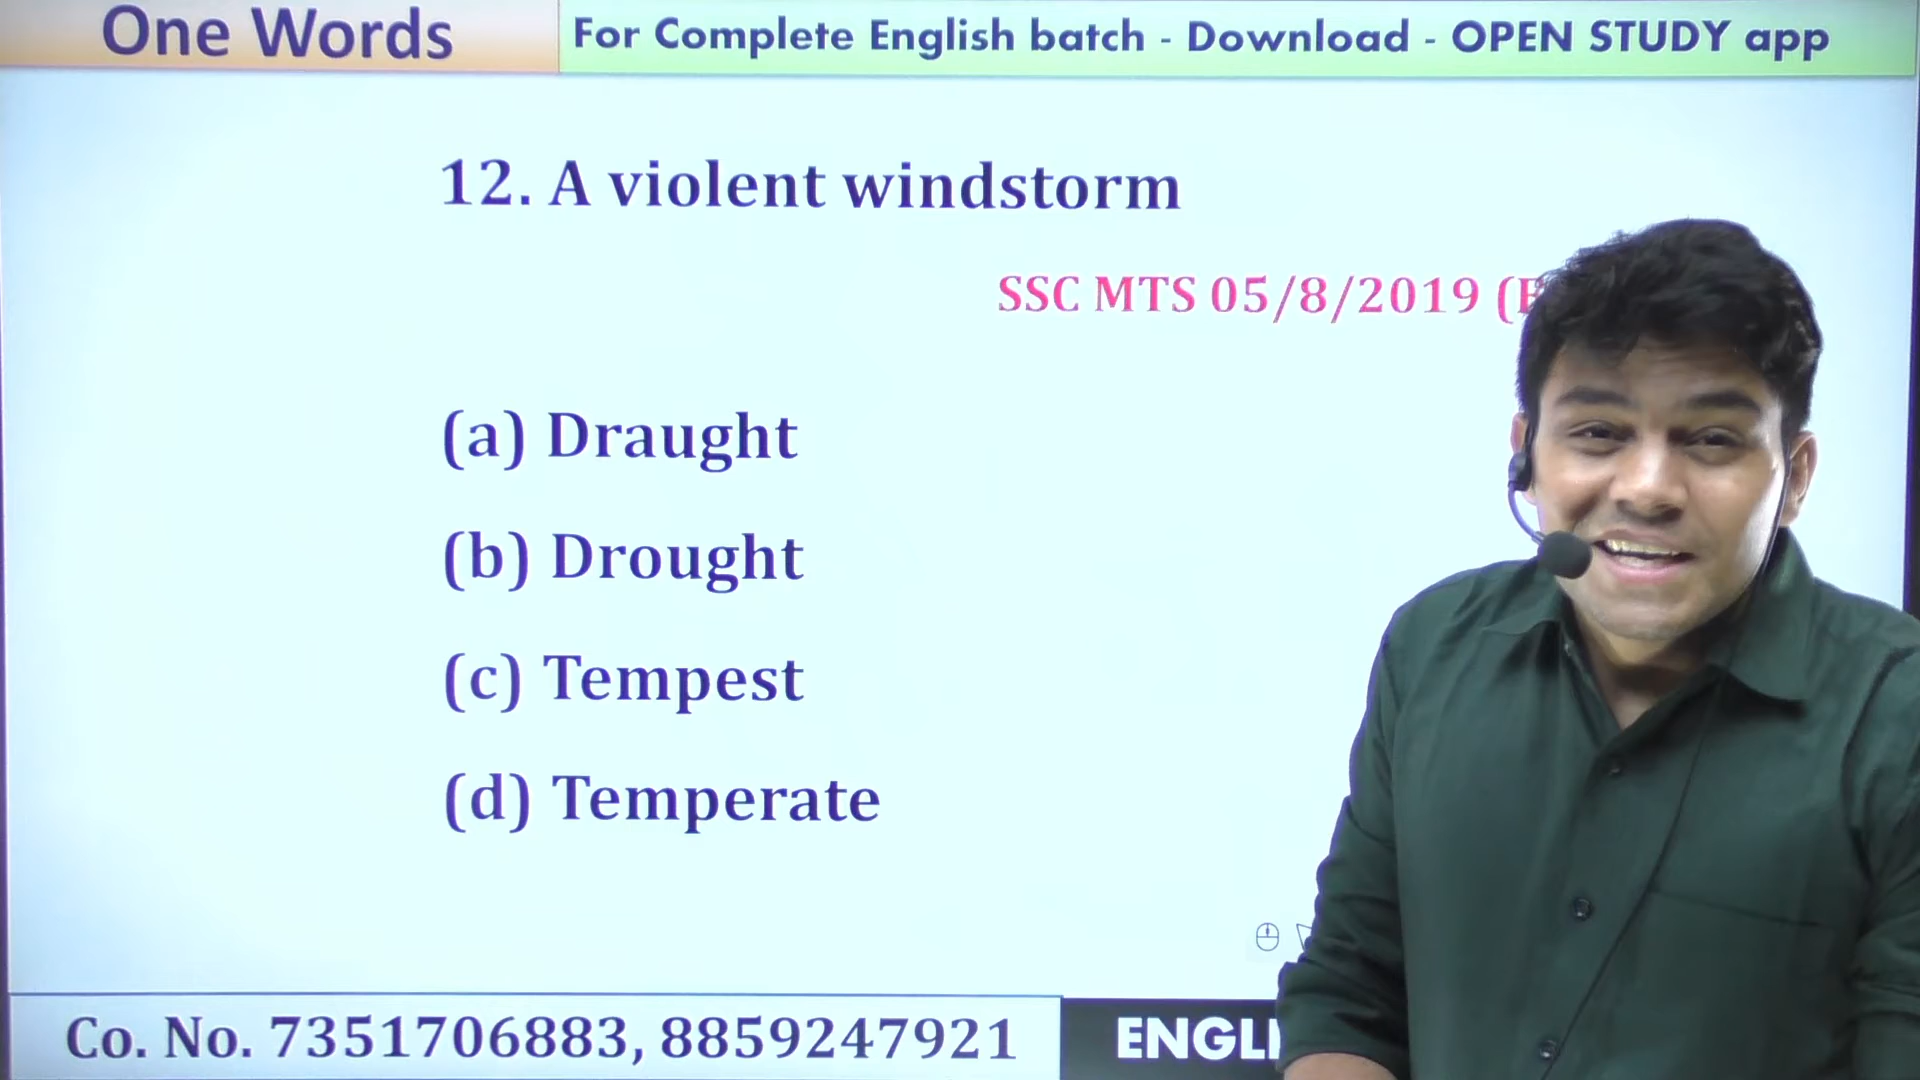 One Words
For Complete English batch - Download - OPEN STUDY app
12. A violent windstorm
SSC MTS 05/8/2019
(a) Draught
(b) Drought
(c) Tempest
(d) Temperate
Co. No. 7351706883, 8859247921